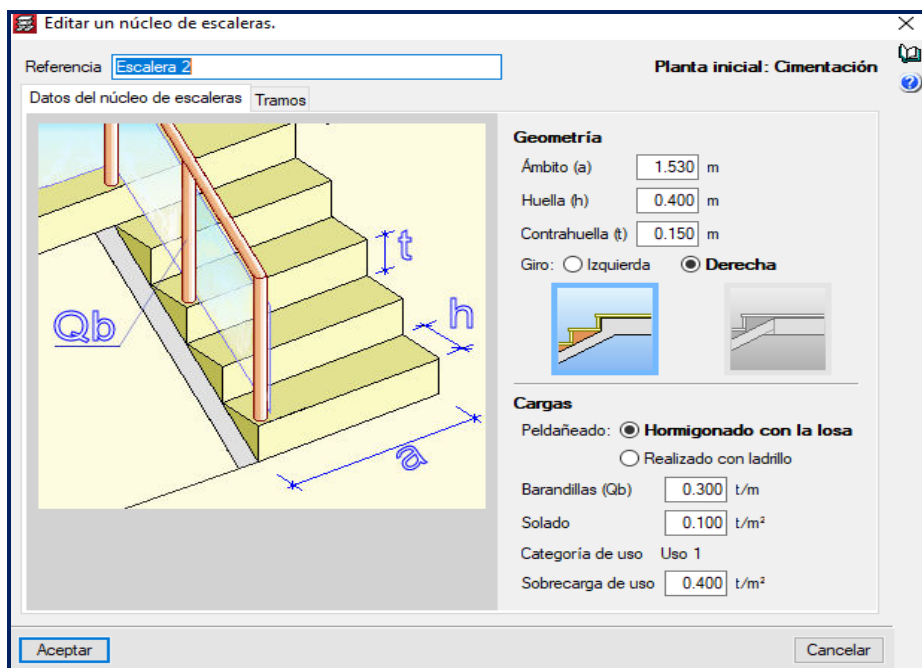 Editar un núcleo de escaleras.
Referencia Escalera 2 Planta inicial: Cimentación
Datos del núcleo de escaleras Tramos
Geometría
Ámbito (a) 1.530 m
Huella (h) 0.400 m
Contrahuella (t) 0.150 m
Giro: Izquierda Derecha
t
h
Qb
a
Cargas
Peldañeado: Hormigonado con la losa
Realizado con ladrillo
Barandillas (Qb) 0.300 t/m
Solado 0.100 t/m²
Categoría de uso Uso 1
Sobrecarga de uso 0.400 t/m²
Aceptar Cancelar